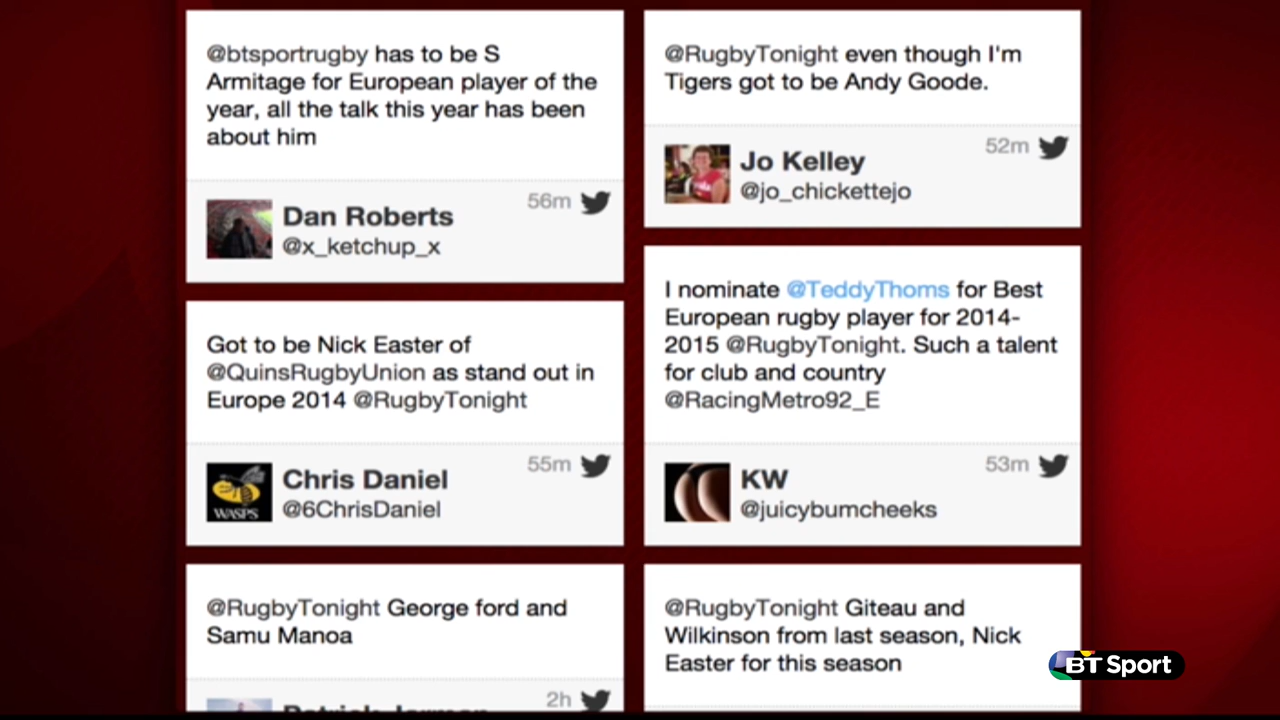 @btsportrugby has to be S
Armitage for European player of the
year, all the talk this year has been
about him
56m
Dan Roberts
@x_ketchup_x
Got to be Nick Easter of
@QuinsRugbyUnion as stand out in
Europe 2014 @RugbyTonight
55m
WASPS
Chris Daniel
@6ChrisDaniel
@RugbyTonight George ford and
Samu Manoa
2h
@RugbyTonight even though I'm
Tigers got to be Andy Goode.
52m
Jo Kelley
@jo_chickettejo
I nominate @TeddyThoms for Best
European rugby player for 2014-
2015 @RugbyTonight. Such a talent
for club and country
@RacingMetro92_E
53m
KW
@juicybumcheeks
@RugbyTonight Giteau and
Wilkinson from last season, Nick
Easter for this season
BT Sport